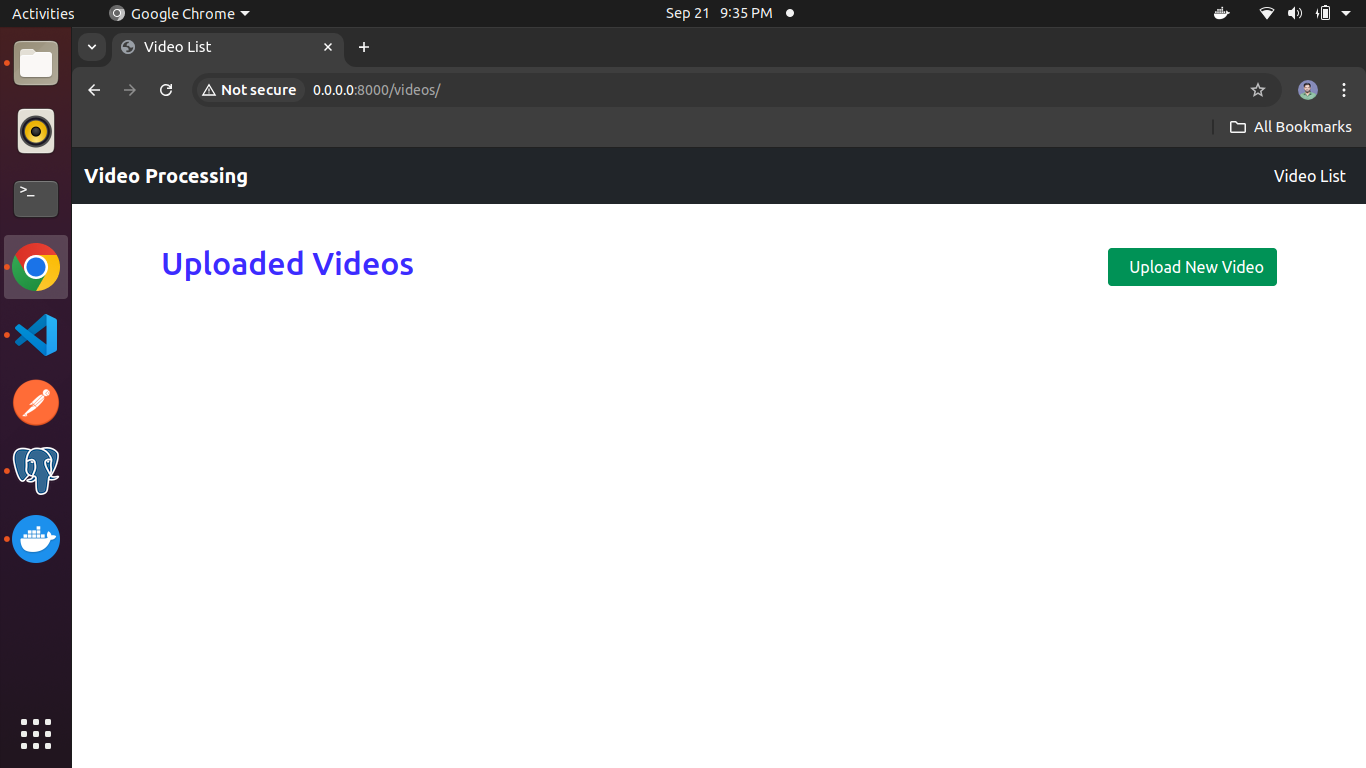 Activities
Google Chrome
Sep 21 9:35 PM
Video List
Not secure
0.0.0.0:8000/videos/
All Bookmarks
Video Processing
Video List
Uploaded Videos
Upload New Video
>_